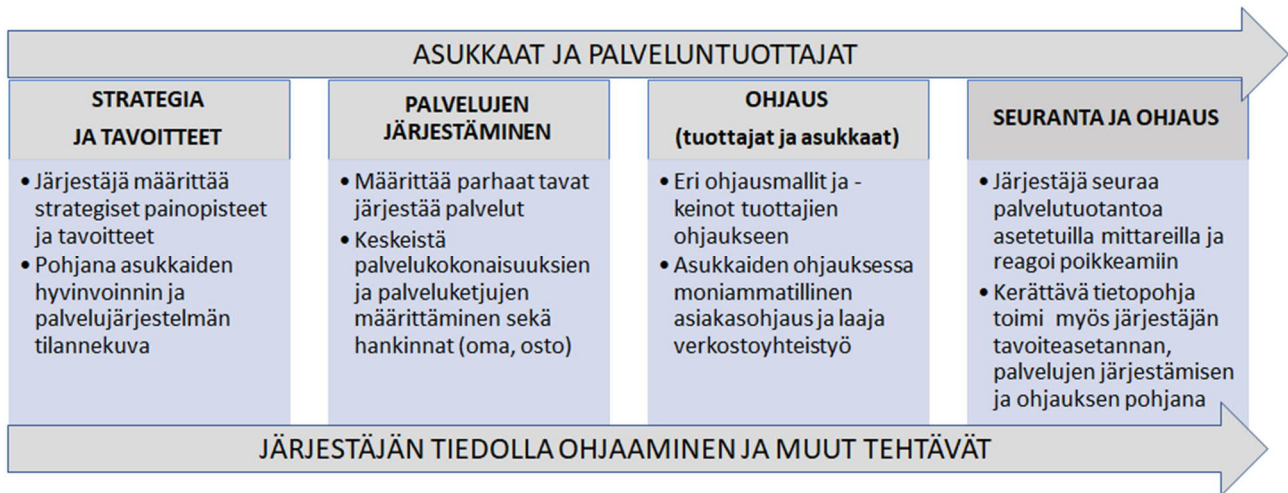 ASUKKAAT JA PALVELUNTUOTTAJAT
STRATEGIA
JA TAVOITTEET
• Järjestäjä määrittää
strategiset painopisteet
ja tavoitteet
• Pohjana asukkaiden
hyvinvoinnin ja
palvelujärjestelmän
tilannekuva
PALVELUJEN
JÄRJESTÄMINEN
• Määrittää parhaat tavat
järjestää palvelut
• Keskeistä
palvelukokonaisuuksien
ja palveluketjujen
määrittäminen sekä
hankinnat (oma, osto)
OHJAUS
(tuottajat ja asukkaat)
• Eri ohjausmallit ja -
keinot tuottajien
ohjaukseen
• Asukkaiden ohjauksessa
moniammatillinen
asiakasohjaus ja laaja
verkostoyhteistyö
SEURANTA JA OHJAUS
• Järjestäjä seuraa
palvelutuotantoa
asetetuilla mittareilla ja
reagoi poikkeamiin
• Kerättävä tietopohja
toimi myös järjestäjän
tavoiteasetannan,
palvelujen järjestämisen
ja ohjauksen pohjana
JÄRJESTÄJÄN TIEDOLLA OHJAAMINEN JA MUUT TEHTÄVÄT